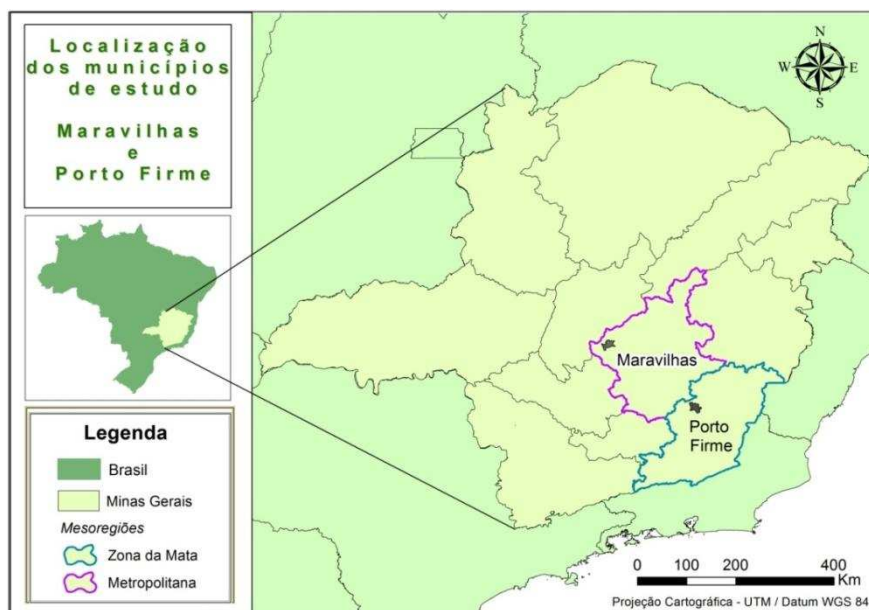 Localização
dos municípios
de estudo
Maravilhas
e
Porto Firme
Legenda
Brasil
Minas Gerais
Mesoregiões
Zona da Mata
Metropolitana
N
W
E
S
Maravilhas
Porto
Firme
0 100 200 400
Km
Projeção Cartográfica - UTM / Datum WGS 84